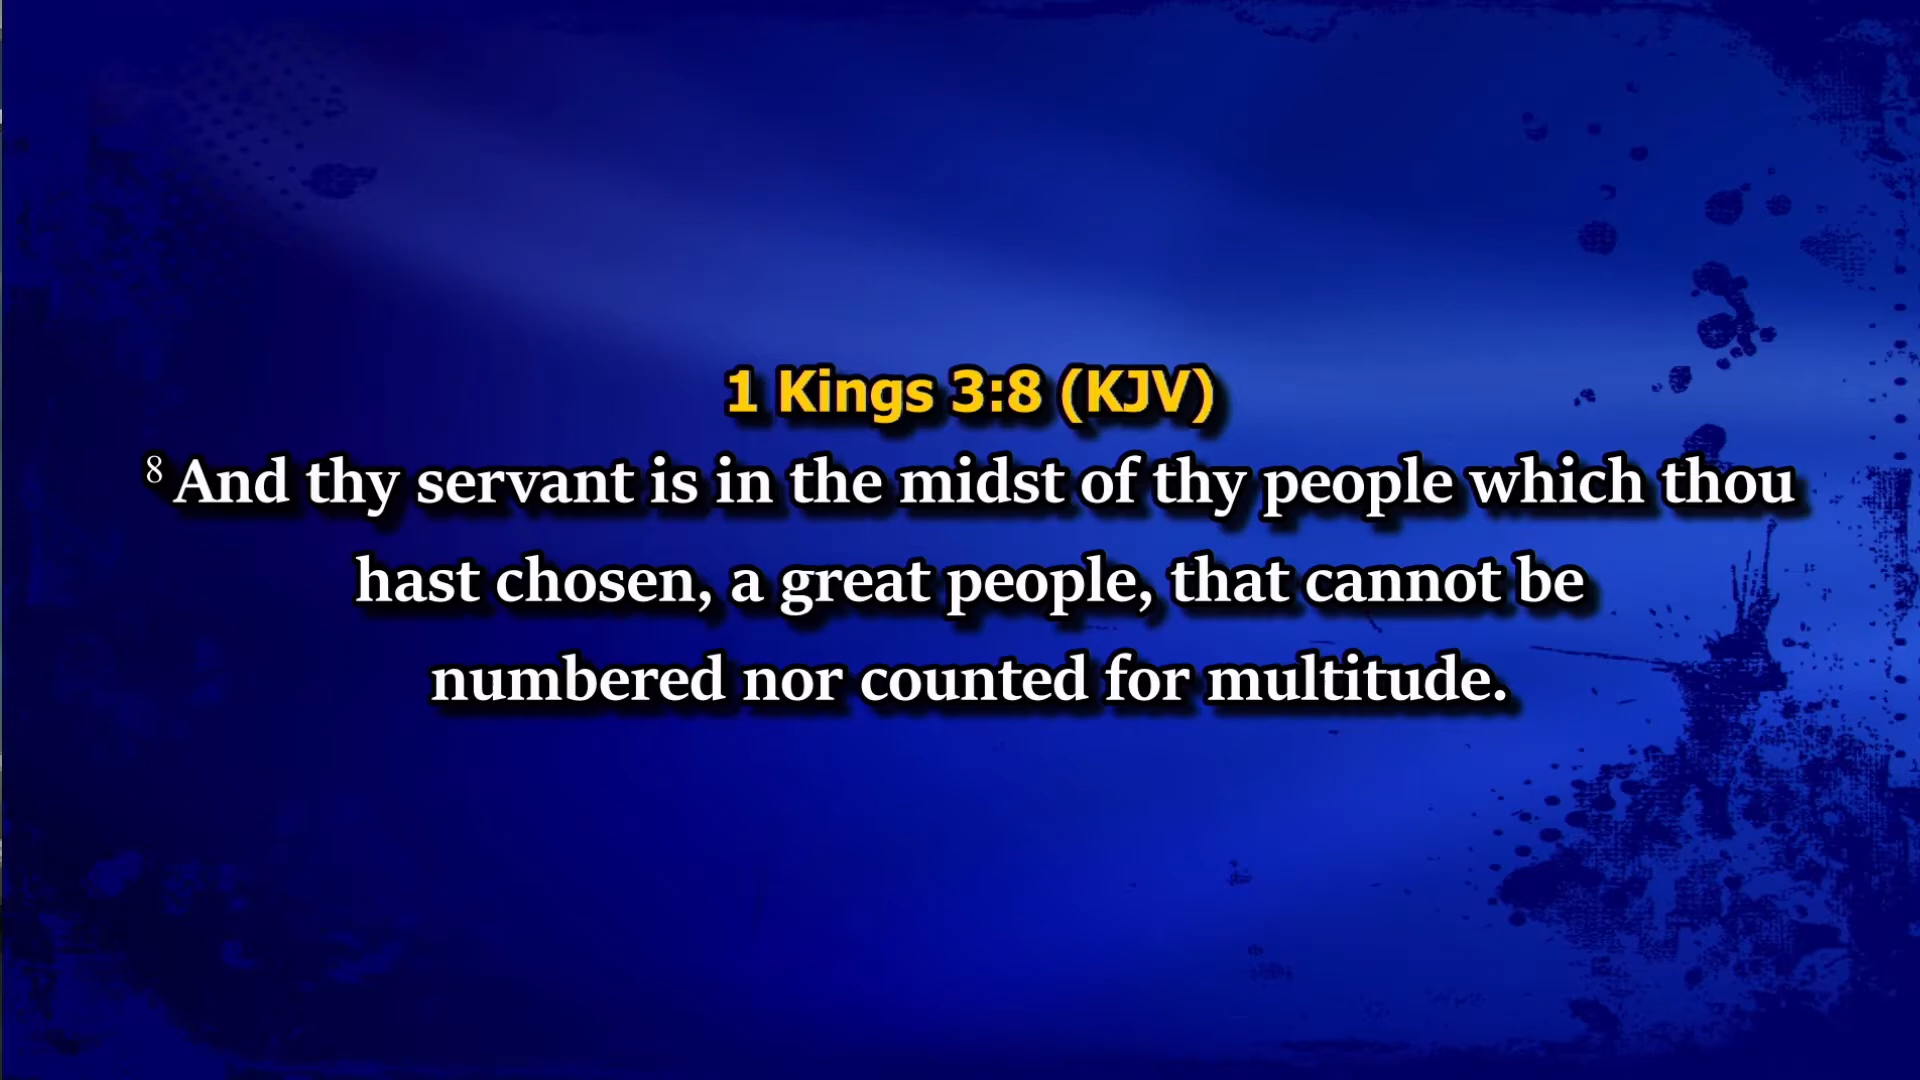 1 Kings 3:8 (KJV)
8 And thy servant is in the midst of thy people which thou
hast chosen, a great people, that cannot be
numbered nor counted for multitude.